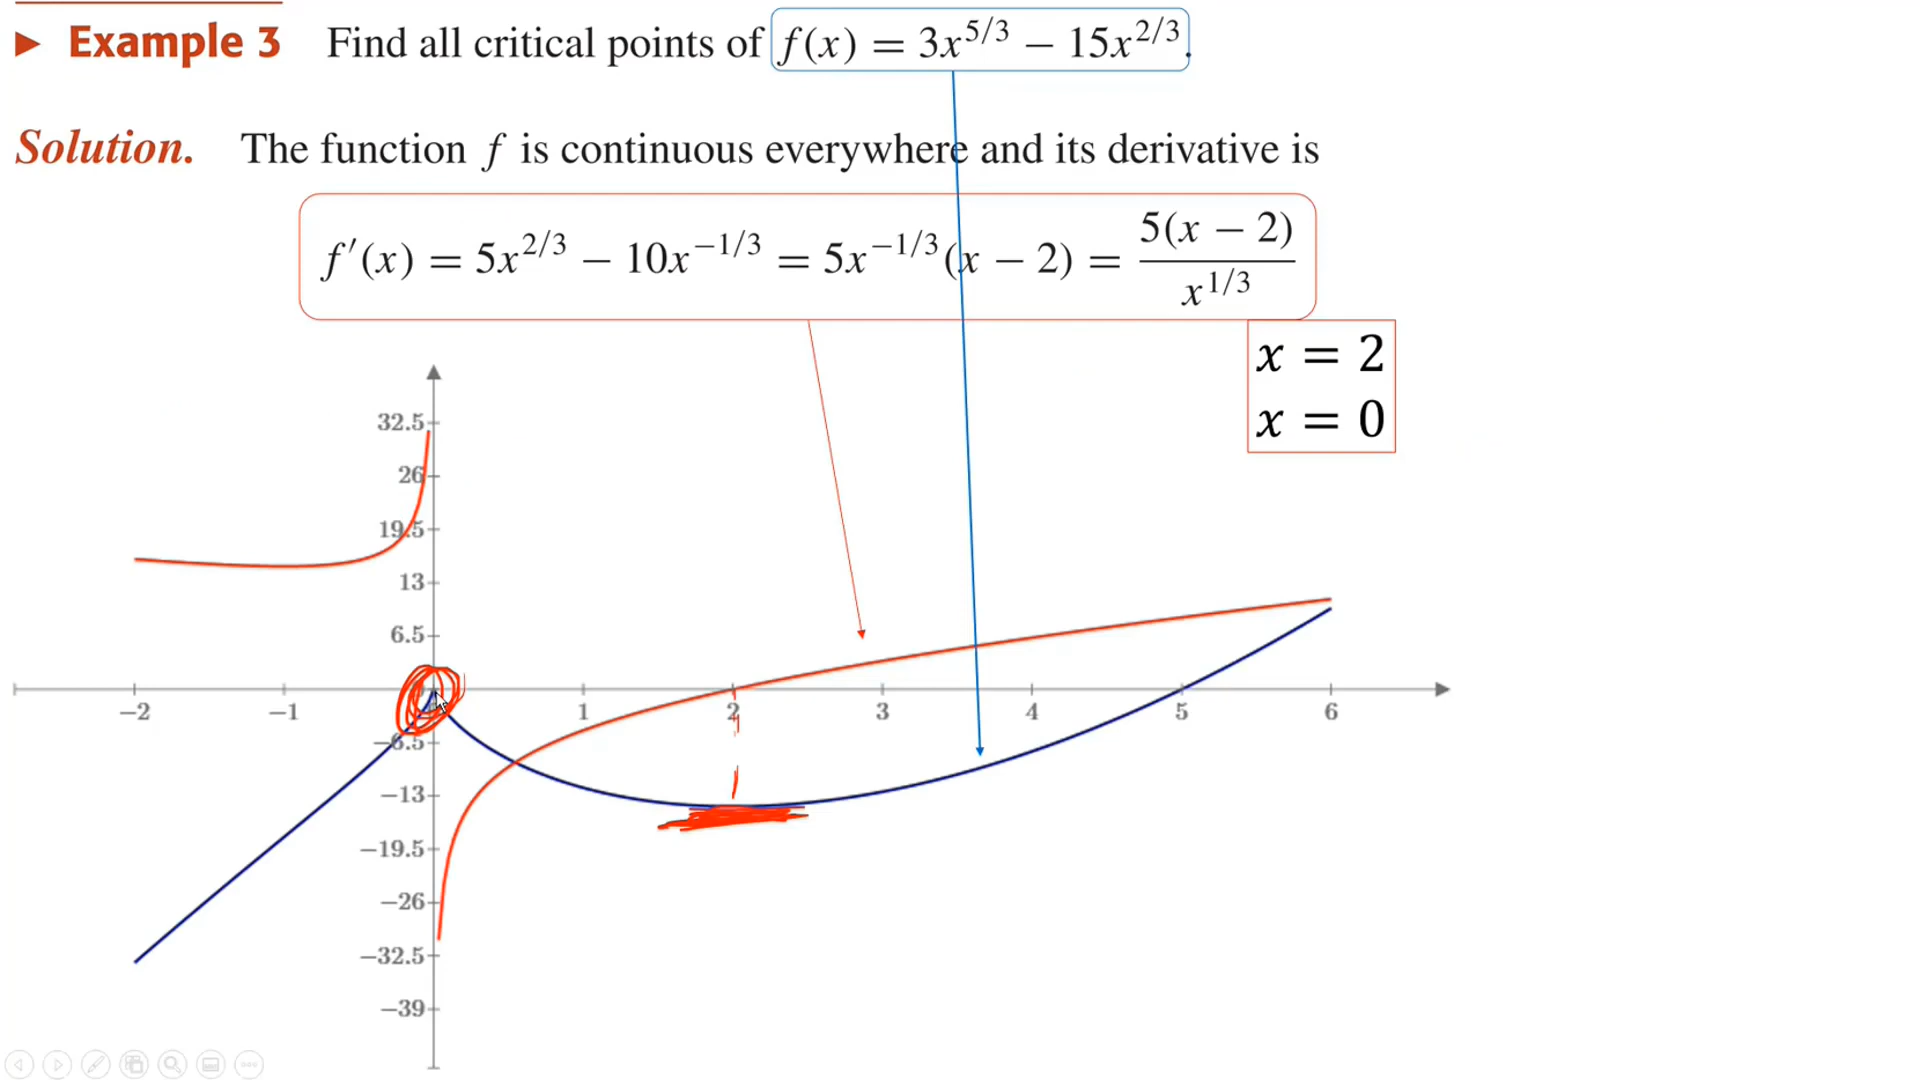 ► Example 3 Find all critical points of f(x) = 3x^{5/3} − 15x^{2/3}.
Solution. The function f is continuous everywhere and its derivative is
f′(x) = 5x^{2/3} − 10x^{−1/3} = 5x^{−1/3}(x − 2) = \frac{5(x − 2)}{x^{1/3}}
x = 2
x = 0
32.5
26
19.5
13
6.5
−2 −1 1 2 3 4 5 6
−6.5
−13
−19.5
−26
−32.5
−39